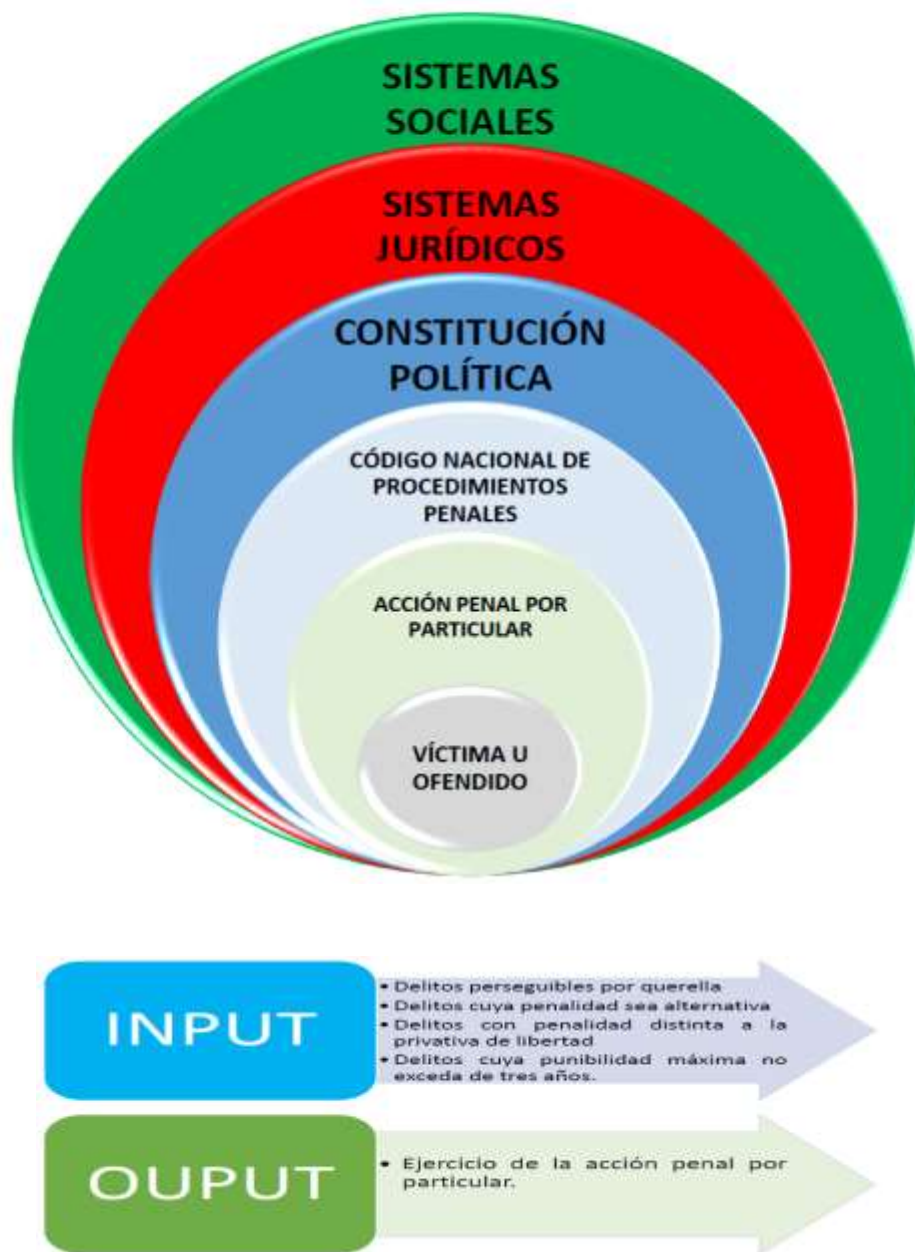 SISTEMAS
SOCIALES
SISTEMAS
JURÍDICOS
CONSTITUCIÓN
POLÍTICA
CÓDIGO NACIONAL DE
PROCEDIMIENTOS
PENALES
ACCIÓN PENAL POR
PARTICULAR
VÍCTIMA U
OFENDIDO
INPUT
• Delitos perseguibles por querella
• Delitos cuya penalidad sea alternativa
• Delitos con penalidad distinta a la
privativa de libertad
• Delitos cuya punibilidad máxima no
exceda de tres años.
OUPUT
• Ejercicio de la acción penal por
particular.